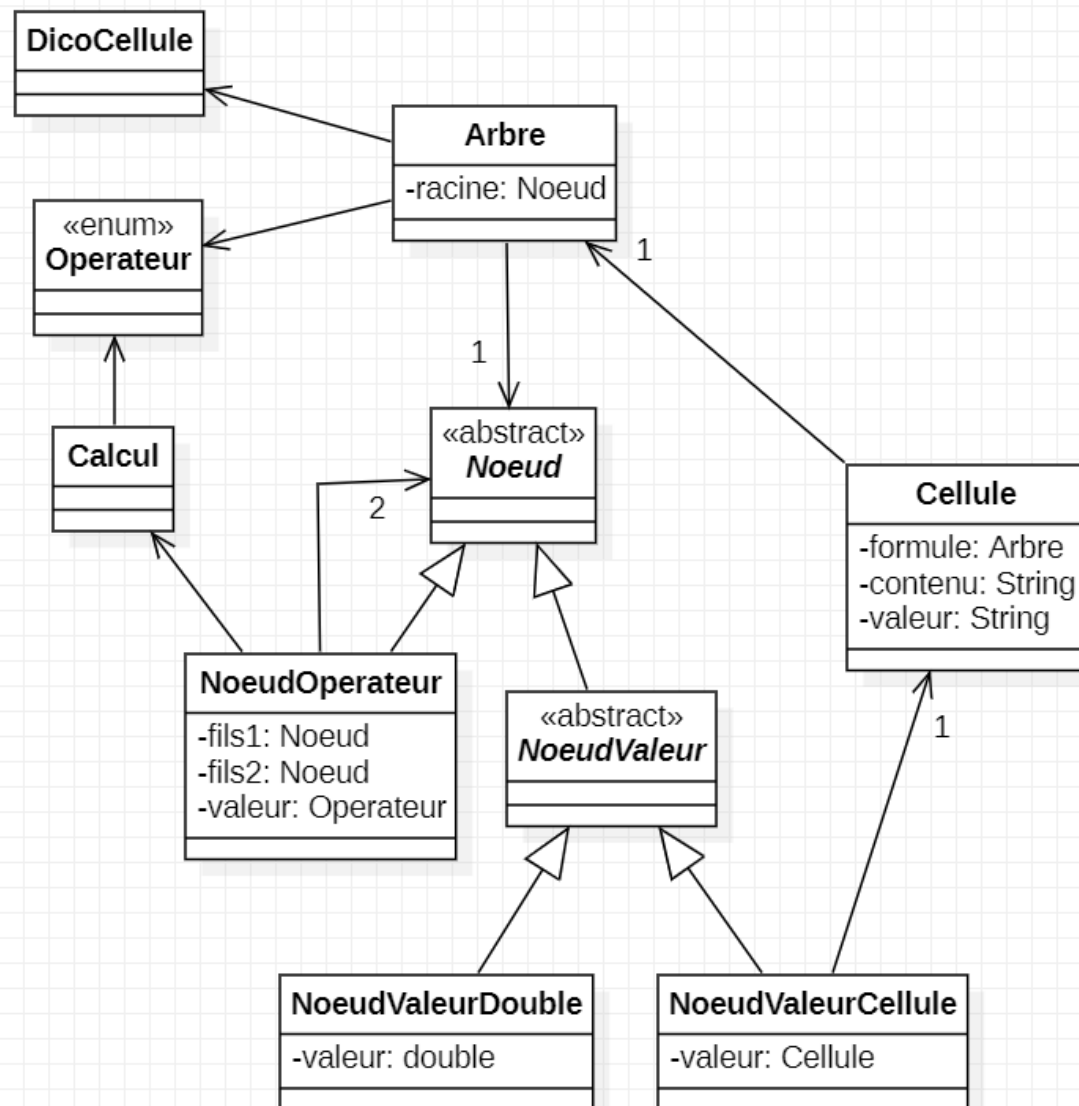 DicoCellule
Arbre
-racine: Noeud
«enum»
Operateur
1
1
«abstract»
Noeud
Calcul
2
Cellule
-formule: Arbre
-contenu: String
-valeur: String
NoeudOperateur
-fils1: Noeud
-fils2: Noeud
-valeur: Operateur
«abstract»
NoeudValeur
1
NoeudValeurDouble
-valeur: double
NoeudValeurCellule
-valeur: Cellule